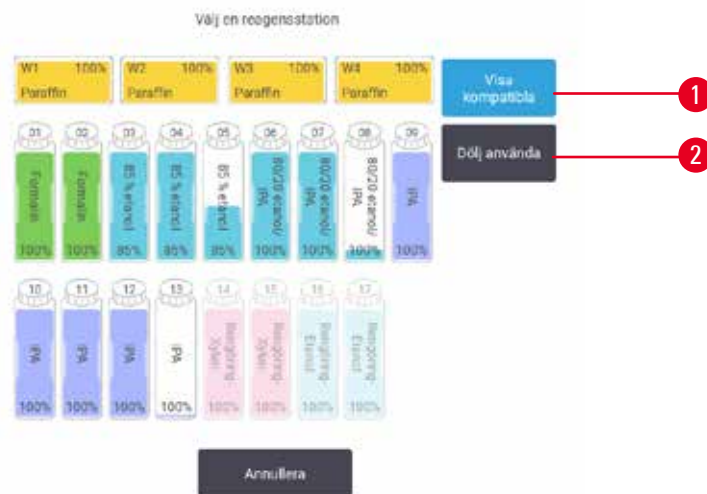 Välj en reagensstation
W1 100% W2 100% W3 100% W4 100%
Paraffin Paraffin Paraffin Paraffin
Visa
kompatibla
1
Dölj använda
2
01 02 03 04 05 06 07 08 09
Formalin
Formalin
85 % etanol
85 % etanol
85 % etanol
80/20 etanol/
IPA
80/20 etanol/
IPA
80/20 etanol/
IPA
IPA
100% 100% 85% 85% 85% 100% 100% 100% 100%
10 11 12 13 14 15 16 17
IPA
IPA
IPA
IPA
Rengöring-
Xylen
Rengöring-
Xylen
Rengöring-
Etanol
Rengöring-
Etanol
100% 100% 100% 100% 100% 100% 100% 100%
Annullera